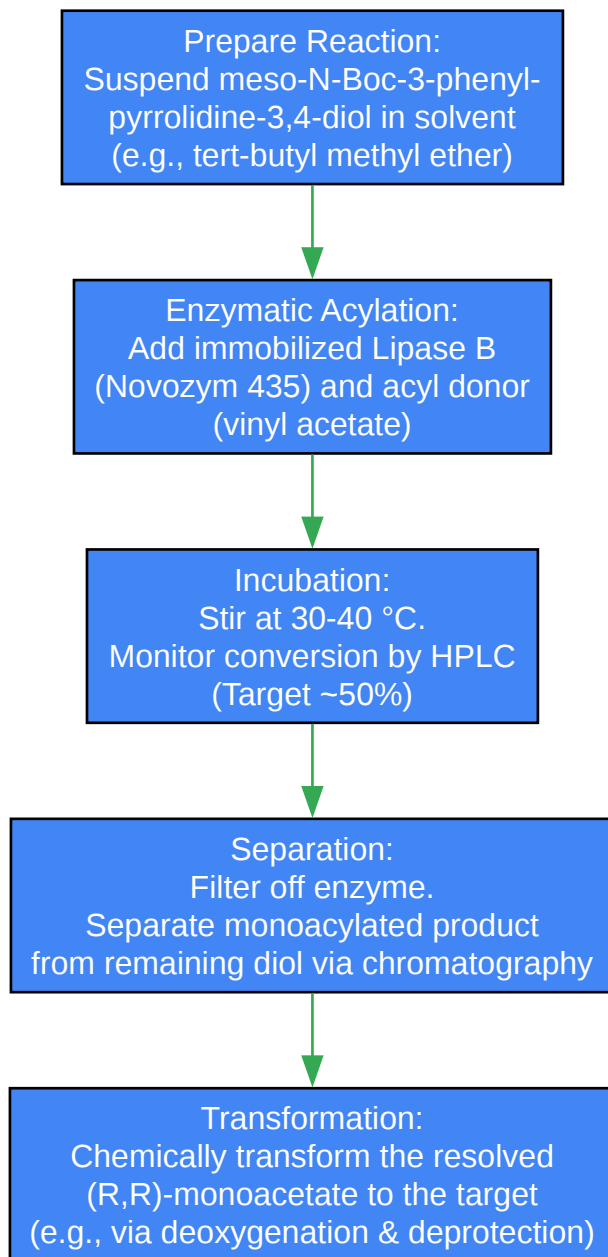 Prepare Reaction:
Suspend meso-N-Boc-3-phenyl-
pyrrolidine-3,4-diol in solvent
(e.g., tert-butyl methyl ether)
Enzymatic Acylation:
Add immobilized Lipase B
(Novozym 435) and acyl donor
(vinyl acetate)
Incubation:
Stir at 30-40 °C.
Monitor conversion by HPLC
(Target ~50%)
Separation:
Filter off enzyme.
Separate monoacylated product
from remaining diol via chromatography
Transformation:
Chemically transform the resolved
(R,R)-monoacetate to the target
(e.g., via deoxygenation & deprotection)